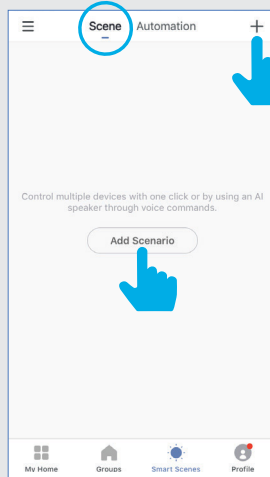 Scene Automation
Control multiple devices with one click or by using an AI
speaker through voice commands.
Add Scenario
My Home Groups Smart Scenes Profile